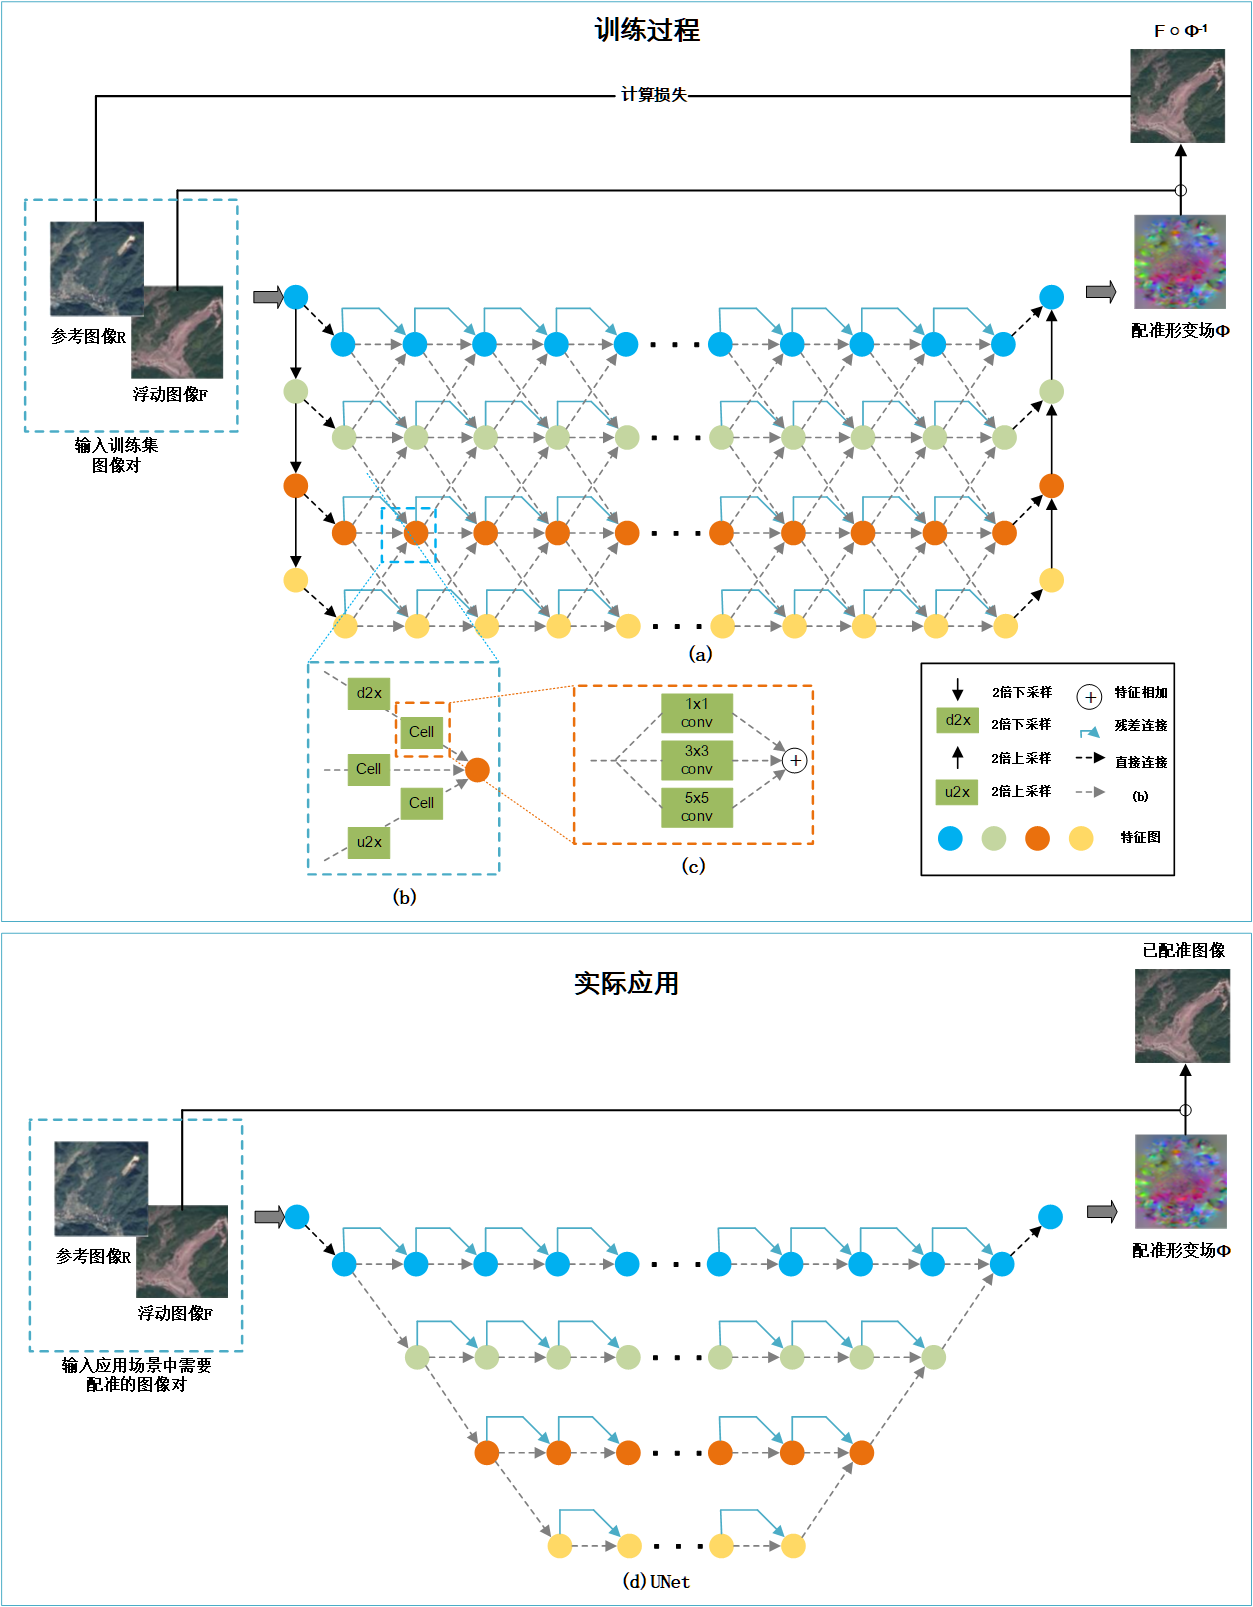 训练过程
F ○ Φ-1
计算损失
参考图像R
浮动图像F
输入训练集
图像对
配准形变场Φ
(a)
d2x
Cell
Cell
Cell
u2x
(b)
1x1
conv
3x3
conv
5x5
conv
(c)
2倍下采样
特征相加
d2x
2倍下采样
残差连接
2倍上采样
直接连接
u2x
2倍上采样
(b)
特征图
实际应用
已配准图像
参考图像R
浮动图像F
输入应用场景中需要
配准的图像对
配准形变场Φ
(d)UNet